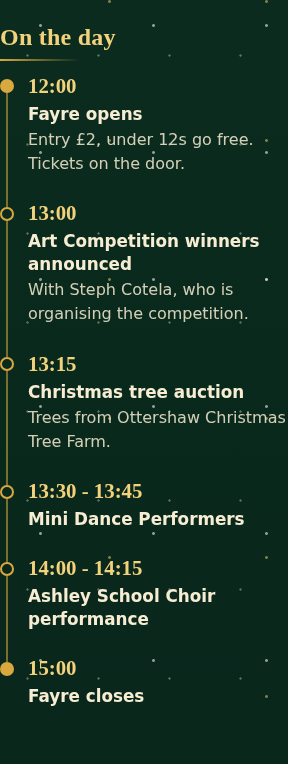 On the day
12:00
Fayre opens
Entry £2, under 12s go free.
Tickets on the door.
13:00
Art Competition winners
announced
With Steph Cotela, who is
organising the competition.
13:15
Christmas tree auction
Trees from Ottershaw Christmas
Tree Farm.
13:30 - 13:45
Mini Dance Performers
14:00 - 14:15
Ashley School Choir
performance
15:00
Fayre closes